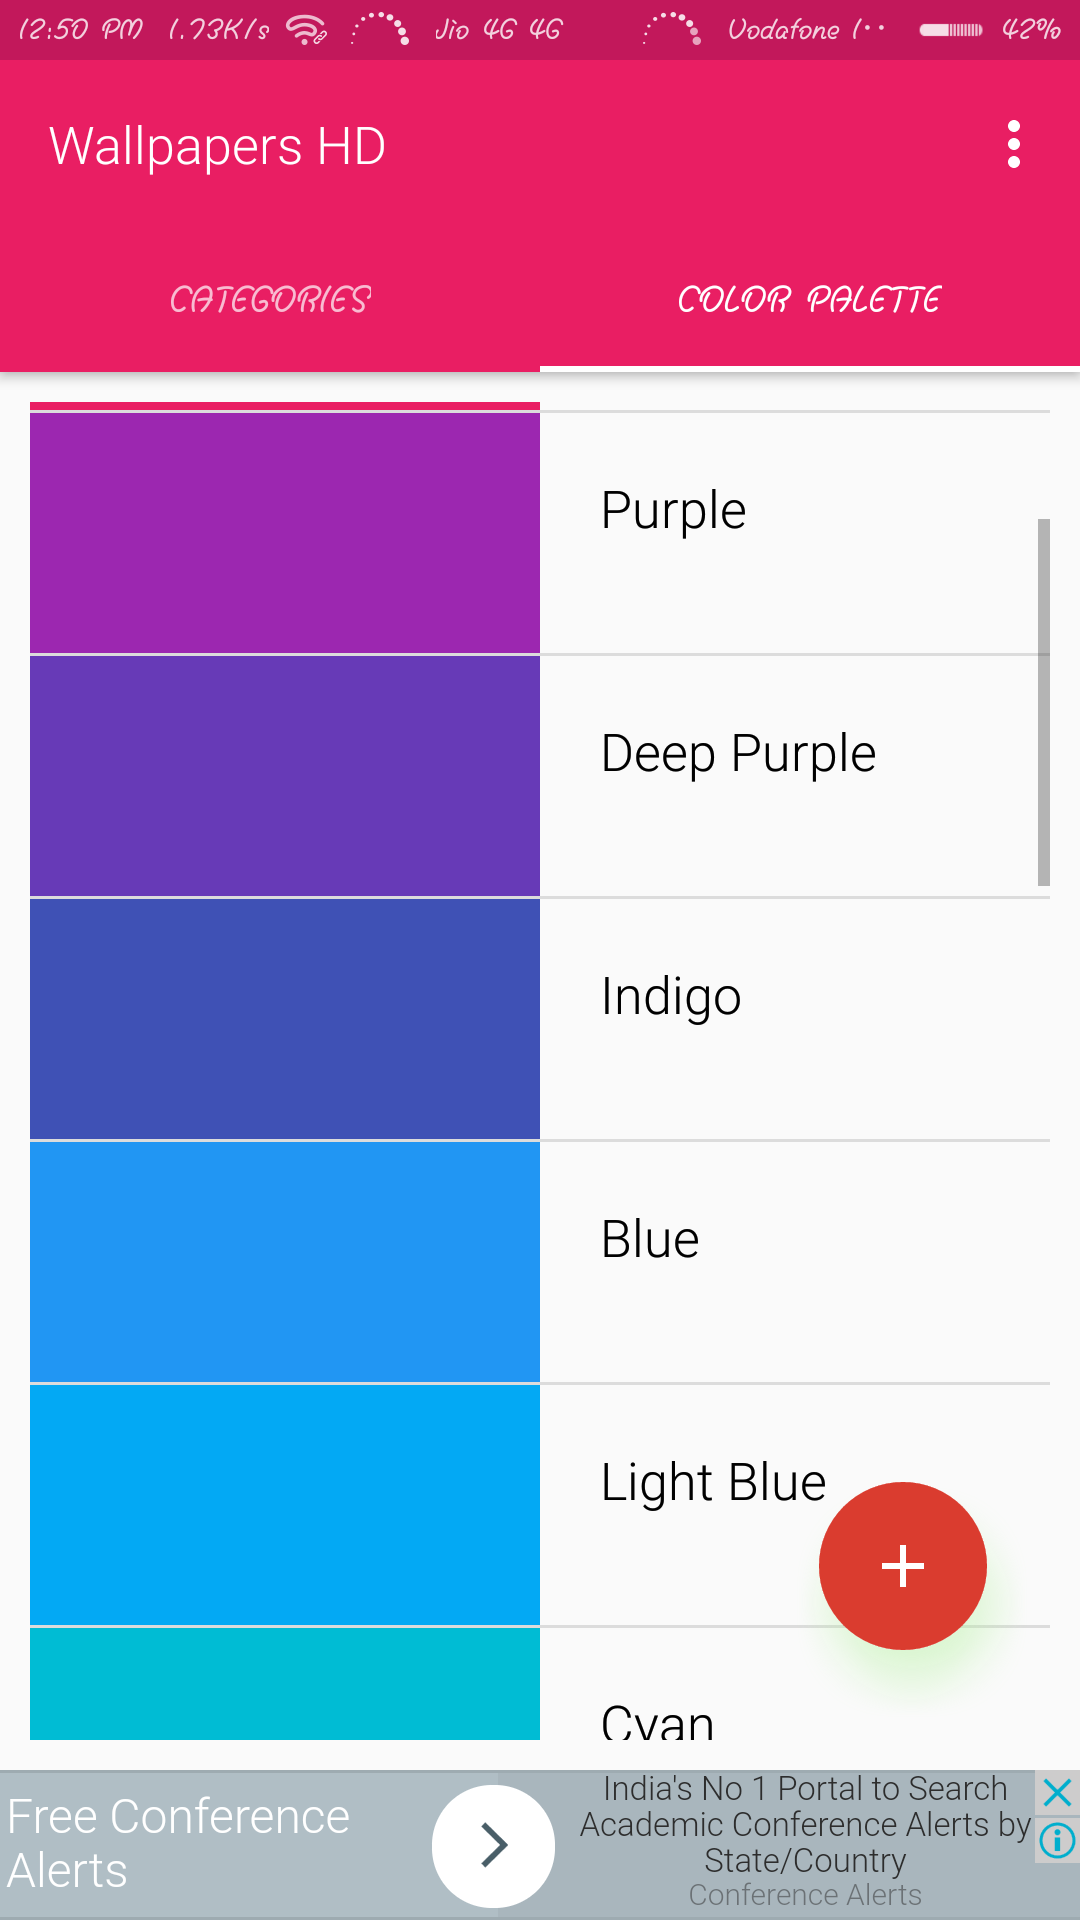 12:50 PM 1.73K/s Jio 4G 4G Vodafone 1·· 42%
Wallpapers HD
CATEGORIES COLOR PALETTE
Purple
Deep Purple
Indigo
Blue
Light Blue
Cyan
Free Conference
Alerts
India's No 1 Portal to Search
Academic Conference Alerts by
State/Country
Conference Alerts